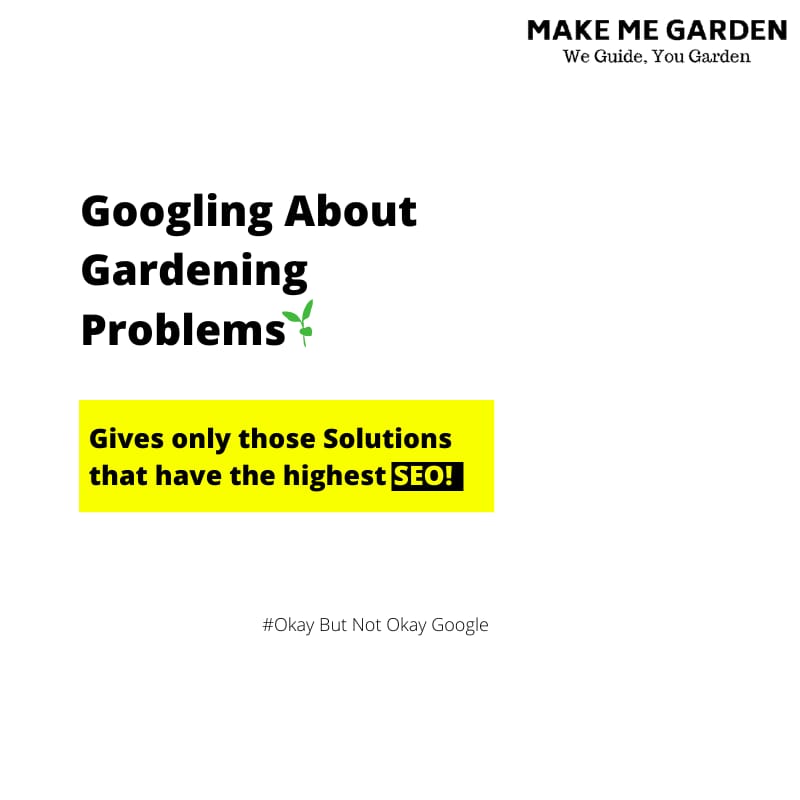 MAKE ME GARDEN
We Guide, You Garden
Googling About
Gardening
Problems
Gives only those Solutions
that have the highest SEO!
#Okay But Not Okay Google